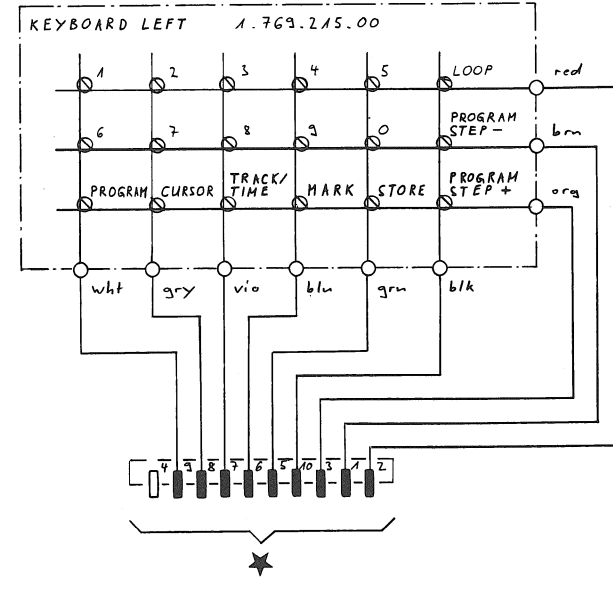 KEYBOARD LEFT 1.769.215.00
1 2 3 4 5 LOOP red
6 7 8 9 0 PROGRAM STEP- brn
PROGRAM CURSOR TRACK/ TIME MARK STORE PROGRAM STEP+ org
wht gry vio blu grn blk
4 9 8 7 6 5 10 3 1 2